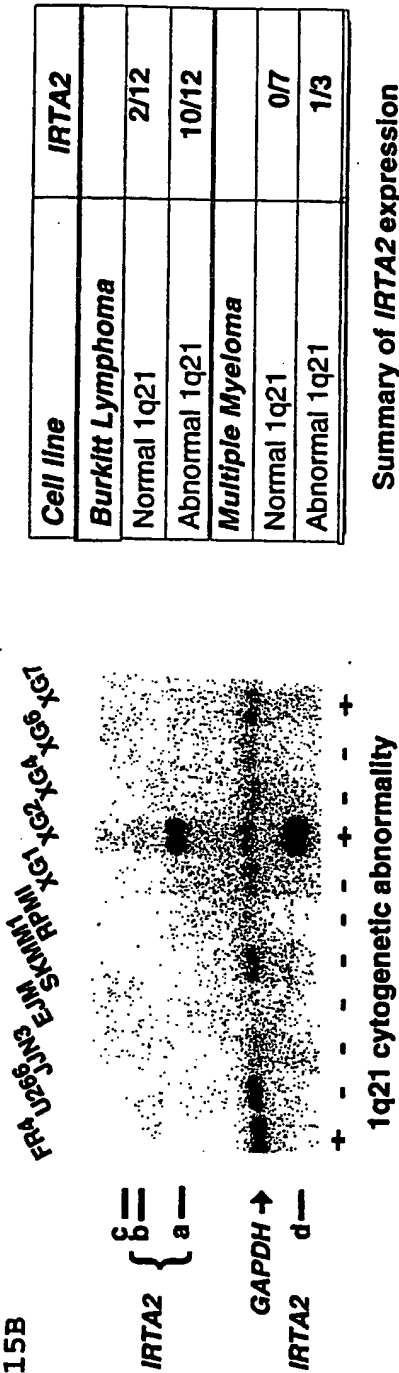 15B
FR4 U266 JJN3 EJM SKMM1 RPMI XG1 XG2 XG4 XG6 XG7
c
b
a
IRTA2
GAPDH →
IRTA2 d
+ - - - - - - + - - +
1q21 cytogenetic abnormality
Cell line IRTA2
Burkitt Lymphoma
Normal 1q21 2/12
Abnormal 1q21 10/12
Multiple Myeloma
Normal 1q21 0/7
Abnormal 1q21 1/3
Summary of IRTA2 expression